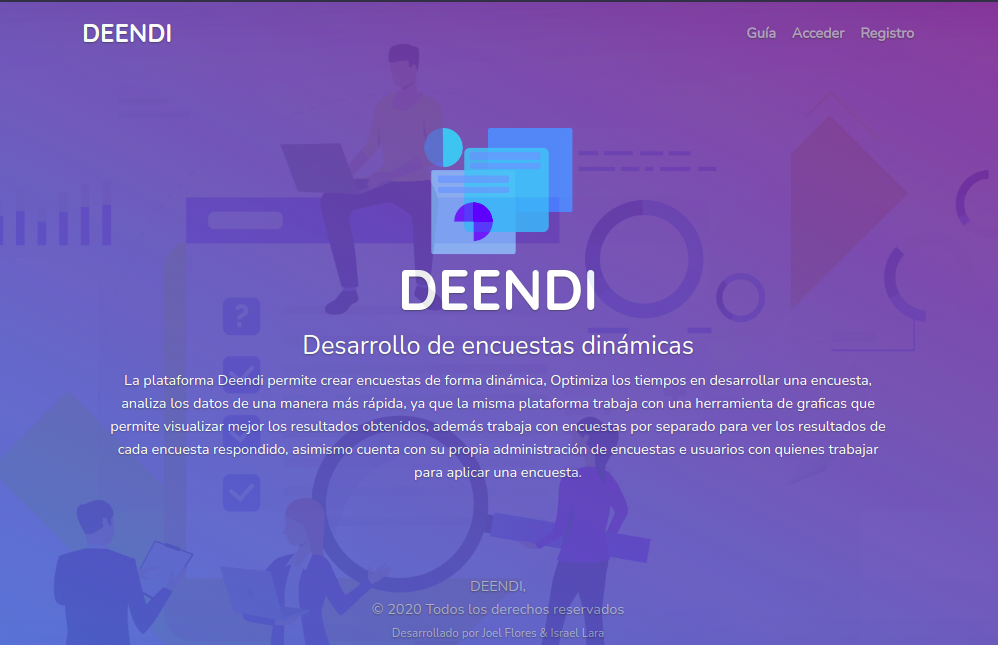 DEENDI
Guía Acceder Registro
DEENDI
Desarrollo de encuestas dinámicas
La plataforma Deendi permite crear encuestas de forma dinámica, Optimiza los tiempos en desarrollar una encuesta,
analiza los datos de una manera más rápida, ya que la misma plataforma trabaja con una herramienta de graficas que
permite visualizar mejor los resultados obtenidos, además trabaja con encuestas por separado para ver los resultados de
cada encuesta respondido, asimismo cuenta con su propia administración de encuestas e usuarios con quienes trabajar
para aplicar una encuesta.
?
DEENDI,
© 2020 Todos los derechos reservados
Desarrollado por Joel Flores & Israel Lara